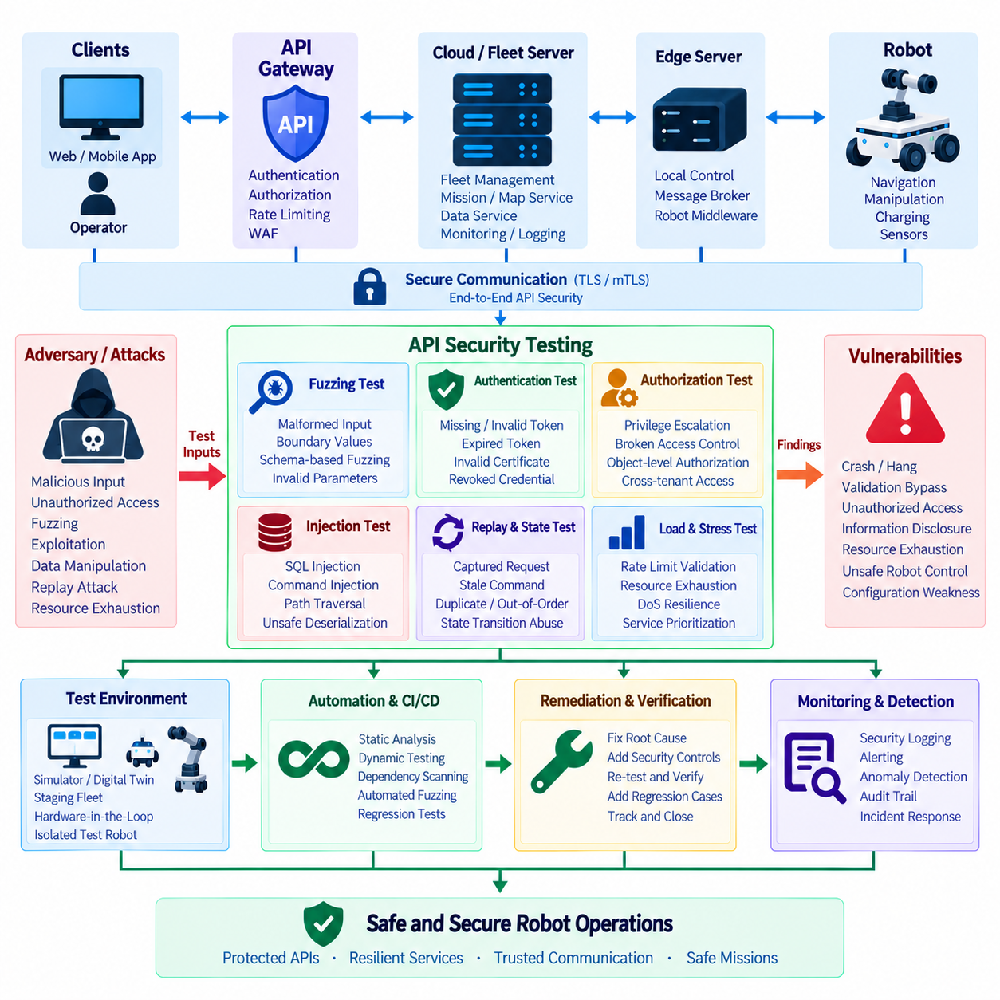 Clients
Web / Mobile App
Operator
API
Gateway
API
Authentication
Authorization
Rate Limiting
WAF
Cloud / Fleet Server
Fleet Management
Mission / Map Service
Data Service
Monitoring / Logging
Edge Server
Local Control
Message Broker
Robot Middleware
Robot
Navigation
Manipulation
Charging
Sensors
Secure Communication (TLS / mTLS)
End-to-End API Security
Adversary / Attacks
Malicious Input
Unauthorized Access
Fuzzing
Exploitation
Data Manipulation
Replay Attack
Resource Exhaustion
Test
Inputs
API Security Testing
Fuzzing Test
Malformed Input
Boundary Values
Schema-based Fuzzing
Invalid Parameters
Authentication Test
Missing / Invalid Token
Expired Token
Invalid Certificate
Revoked Credential
Authorization Test
Privilege Escalation
Broken Access Control
Object-level Authorization
Cross-tenant Access
Injection Test
SQL Injection
Command Injection
Path Traversal
Unsafe Deserialization
Replay & State Test
Captured Request
Stale Command
Duplicate / Out-of-Order
State Transition Abuse
Load & Stress Test
Rate Limit Validation
Resource Exhaustion
DoS Resilience
Service Prioritization
Findings
Vulnerabilities
Crash / Hang
Validation Bypass
Unauthorized Access
Information Disclosure
Resource Exhaustion
Unsafe Robot Control
Configuration Weakness
Test Environment
Simulator / Digital Twin
Staging Fleet
Hardware-in-the-Loop
Isolated Test Robot
Automation & CI/CD
Static Analysis
Dynamic Testing
Dependency Scanning
Automated Fuzzing
Regression Tests
Remediation & Verification
Fix Root Cause
Add Security Controls
Re-test and Verify
Add Regression Cases
Track and Close
Monitoring & Detection
Security Logging
Alerting
Anomaly Detection
Audit Trail
Incident Response
Safe and Secure Robot Operations
Protected APIs · Resilient Services · Trusted Communication · Safe Missions